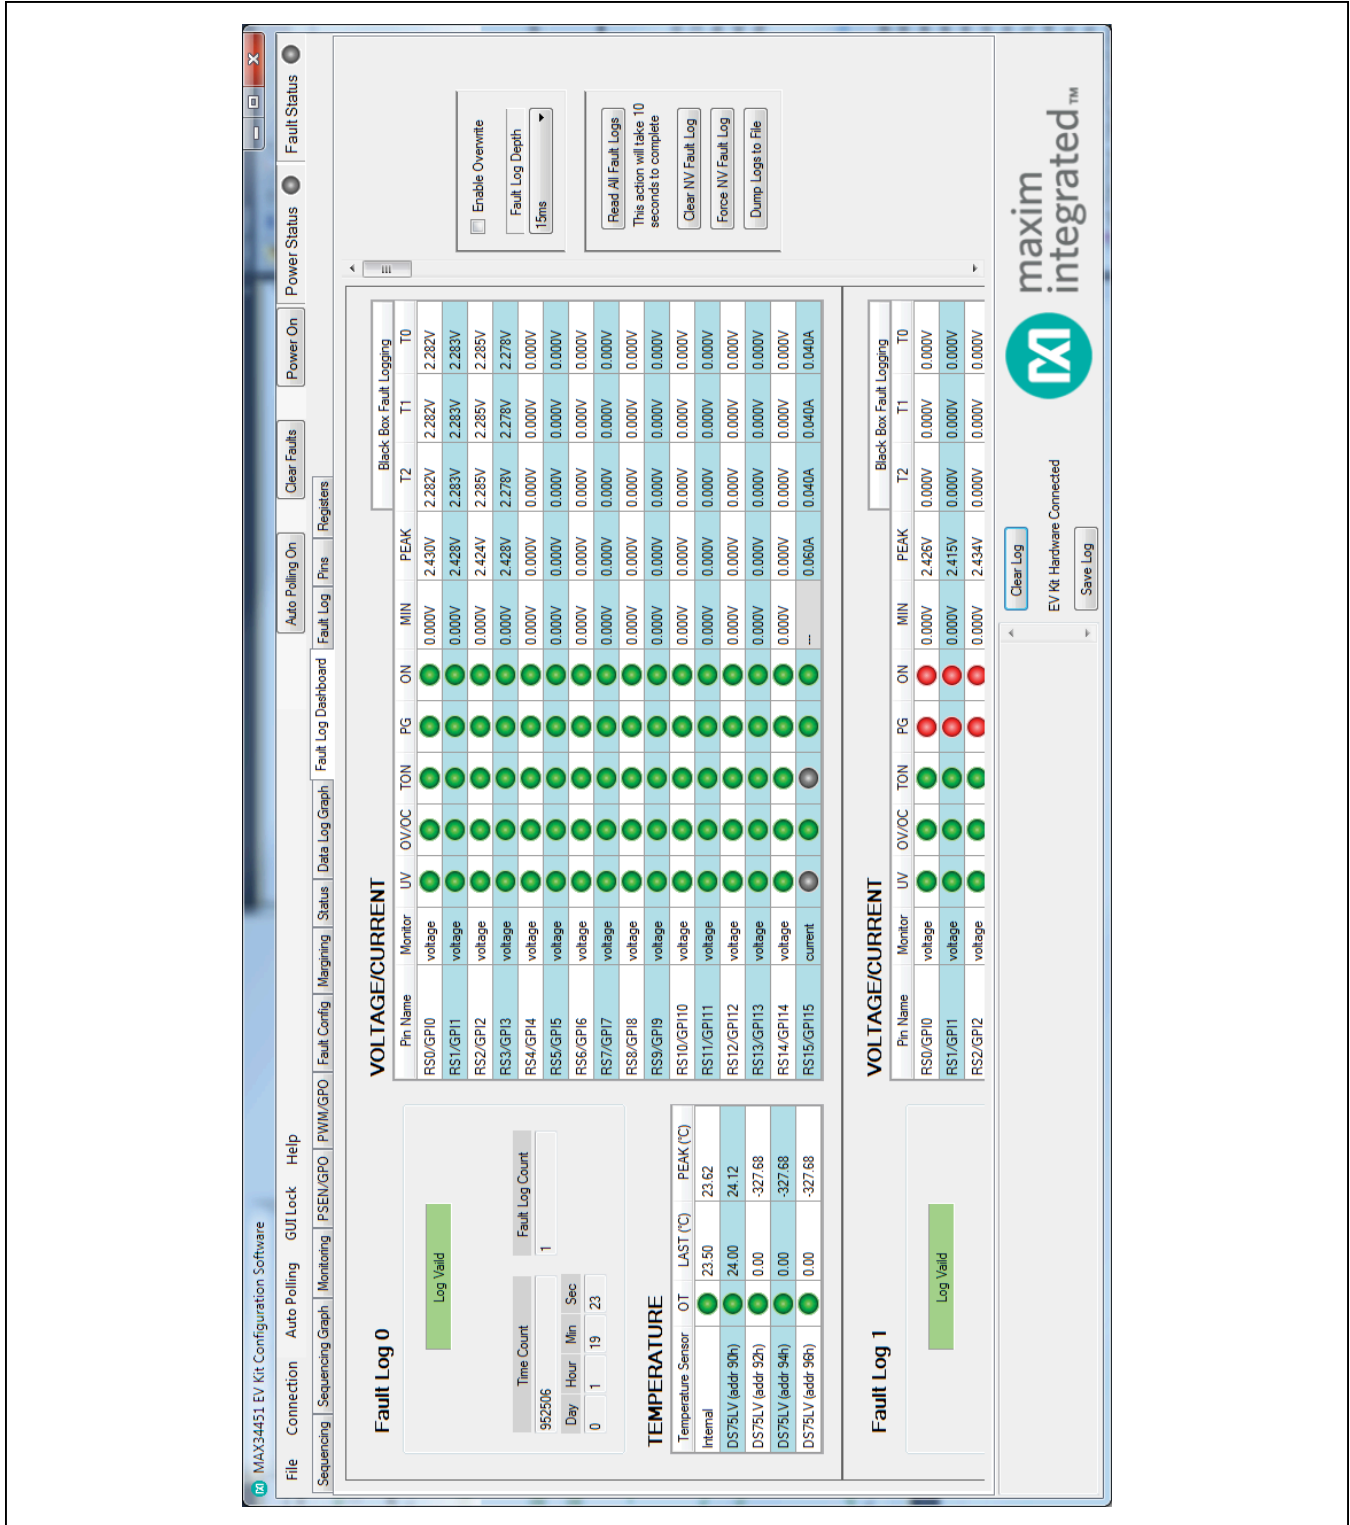 MAX34451 EV Kit Configuration Software
File Connection Auto Polling GUI Lock Help Auto Polling On Clear Faults Power On Power Status Fault Status
Sequencing Sequencing Graph Monitoring PSEN/GPO PWM/GPO Fault Config Margining Status Data Log Graph Fault Log Dashboard Fault Log Pins Registers
Fault Log 0
Log Vaild
Time Count Fault Log Count
952506 1
Day Hour Min Sec
0 1 19 23
TEMPERATURE
Temperature Sensor OT LAST (°C) PEAK (°C)
Internal 23.50 23.62
DS75LV (addr 90h) 24.00 24.12
DS75LV (addr 92h) 0.00 -327.68
DS75LV (addr 94h) 0.00 -327.68
DS75LV (addr 96h) 0.00 -327.68
VOLTAGE/CURRENT
Black Box Fault Logging
Pin Name Monitor UV OV/OC TON PG ON MIN PEAK T2 T1 T0
RS0/GPI0 voltage 0.000V 2.430V 2.282V 2.282V 2.282V
RS1/GPI1 voltage 0.000V 2.428V 2.283V 2.283V 2.283V
RS2/GPI2 voltage 0.000V 2.424V 2.285V 2.285V 2.285V
RS3/GPI3 voltage 0.000V 2.428V 2.278V 2.278V 2.278V
RS4/GPI4 voltage 0.000V 0.000V 0.000V 0.000V 0.000V
RS5/GPI5 voltage 0.000V 0.000V 0.000V 0.000V 0.000V
RS6/GPI6 voltage 0.000V 0.000V 0.000V 0.000V 0.000V
RS7/GPI7 voltage 0.000V 0.000V 0.000V 0.000V 0.000V
RS8/GPI8 voltage 0.000V 0.000V 0.000V 0.000V 0.000V
RS9/GPI9 voltage 0.000V 0.000V 0.000V 0.000V 0.000V
RS10/GPI10 voltage 0.000V 0.000V 0.000V 0.000V 0.000V
RS11/GPI11 voltage 0.000V 0.000V 0.000V 0.000V 0.000V
RS12/GPI12 voltage 0.000V 0.000V 0.000V 0.000V 0.000V
RS13/GPI13 voltage 0.000V 0.000V 0.000V 0.000V 0.000V
RS14/GPI14 voltage 0.000V 0.000V 0.000V 0.000V 0.000V
RS15/GPI15 current --- 0.060A 0.040A 0.040A 0.040A
Enable Overwrite
Fault Log Depth
15ms
Read All Fault Logs
This action will take 10
seconds to complete
Clear NV Fault Log
Force NV Fault Log
Dump Logs to File
Fault Log 1
Log Vaild
VOLTAGE/CURRENT
Black Box Fault Logging
Pin Name Monitor UV OV/OC TON PG ON MIN PEAK T2 T1 T0
RS0/GPI0 voltage 0.000V 2.426V 0.000V 0.000V 0.000V
RS1/GPI1 voltage 0.000V 2.415V 0.000V 0.000V 0.000V
RS2/GPI2 voltage 0.000V 2.434V 0.000V 0.000V 0.000V
Clear Log
EV Kit Hardware Connected
Save Log
maxim
integrated™